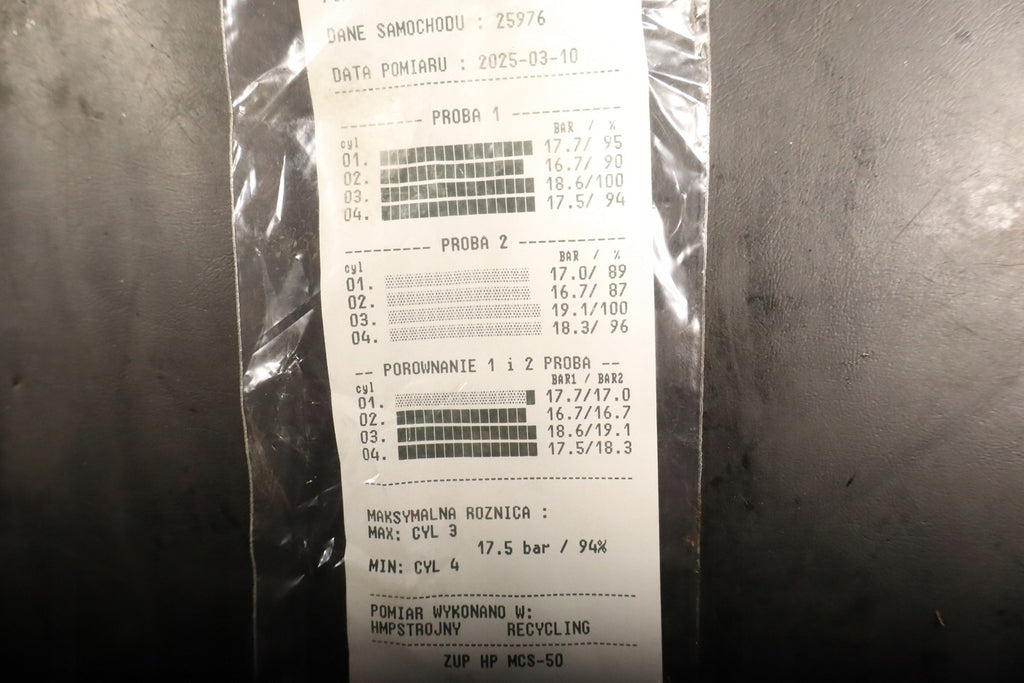 DANE SAMOCHODU : 25976
DATA POMIARU : 2025-03-10
--------- PROBA 1 ------------
cyl BAR / %
01. 17.7/ 95
02. 16.7/ 90
03. 18.6/100
04. 17.5/ 94
--------- PROBA 2 ------------
cyl BAR / %
01. 17.0/ 89
02. 16.7/ 87
03. 19.1/100
04. 18.3/ 96
-- POROWNANIE 1 i 2 PROBA --
cyl BAR1 / BAR2
01. 17.7/17.0
02. 16.7/16.7
03. 18.6/19.1
04. 17.5/18.3
MAKSYMALNA ROZNICA :
MAX: CYL 3
17.5 bar / 94%
MIN: CYL 4
POMIAR WYKONANO W:
HMPSTROJNY RECYCLING
ZUP HP MCS-50